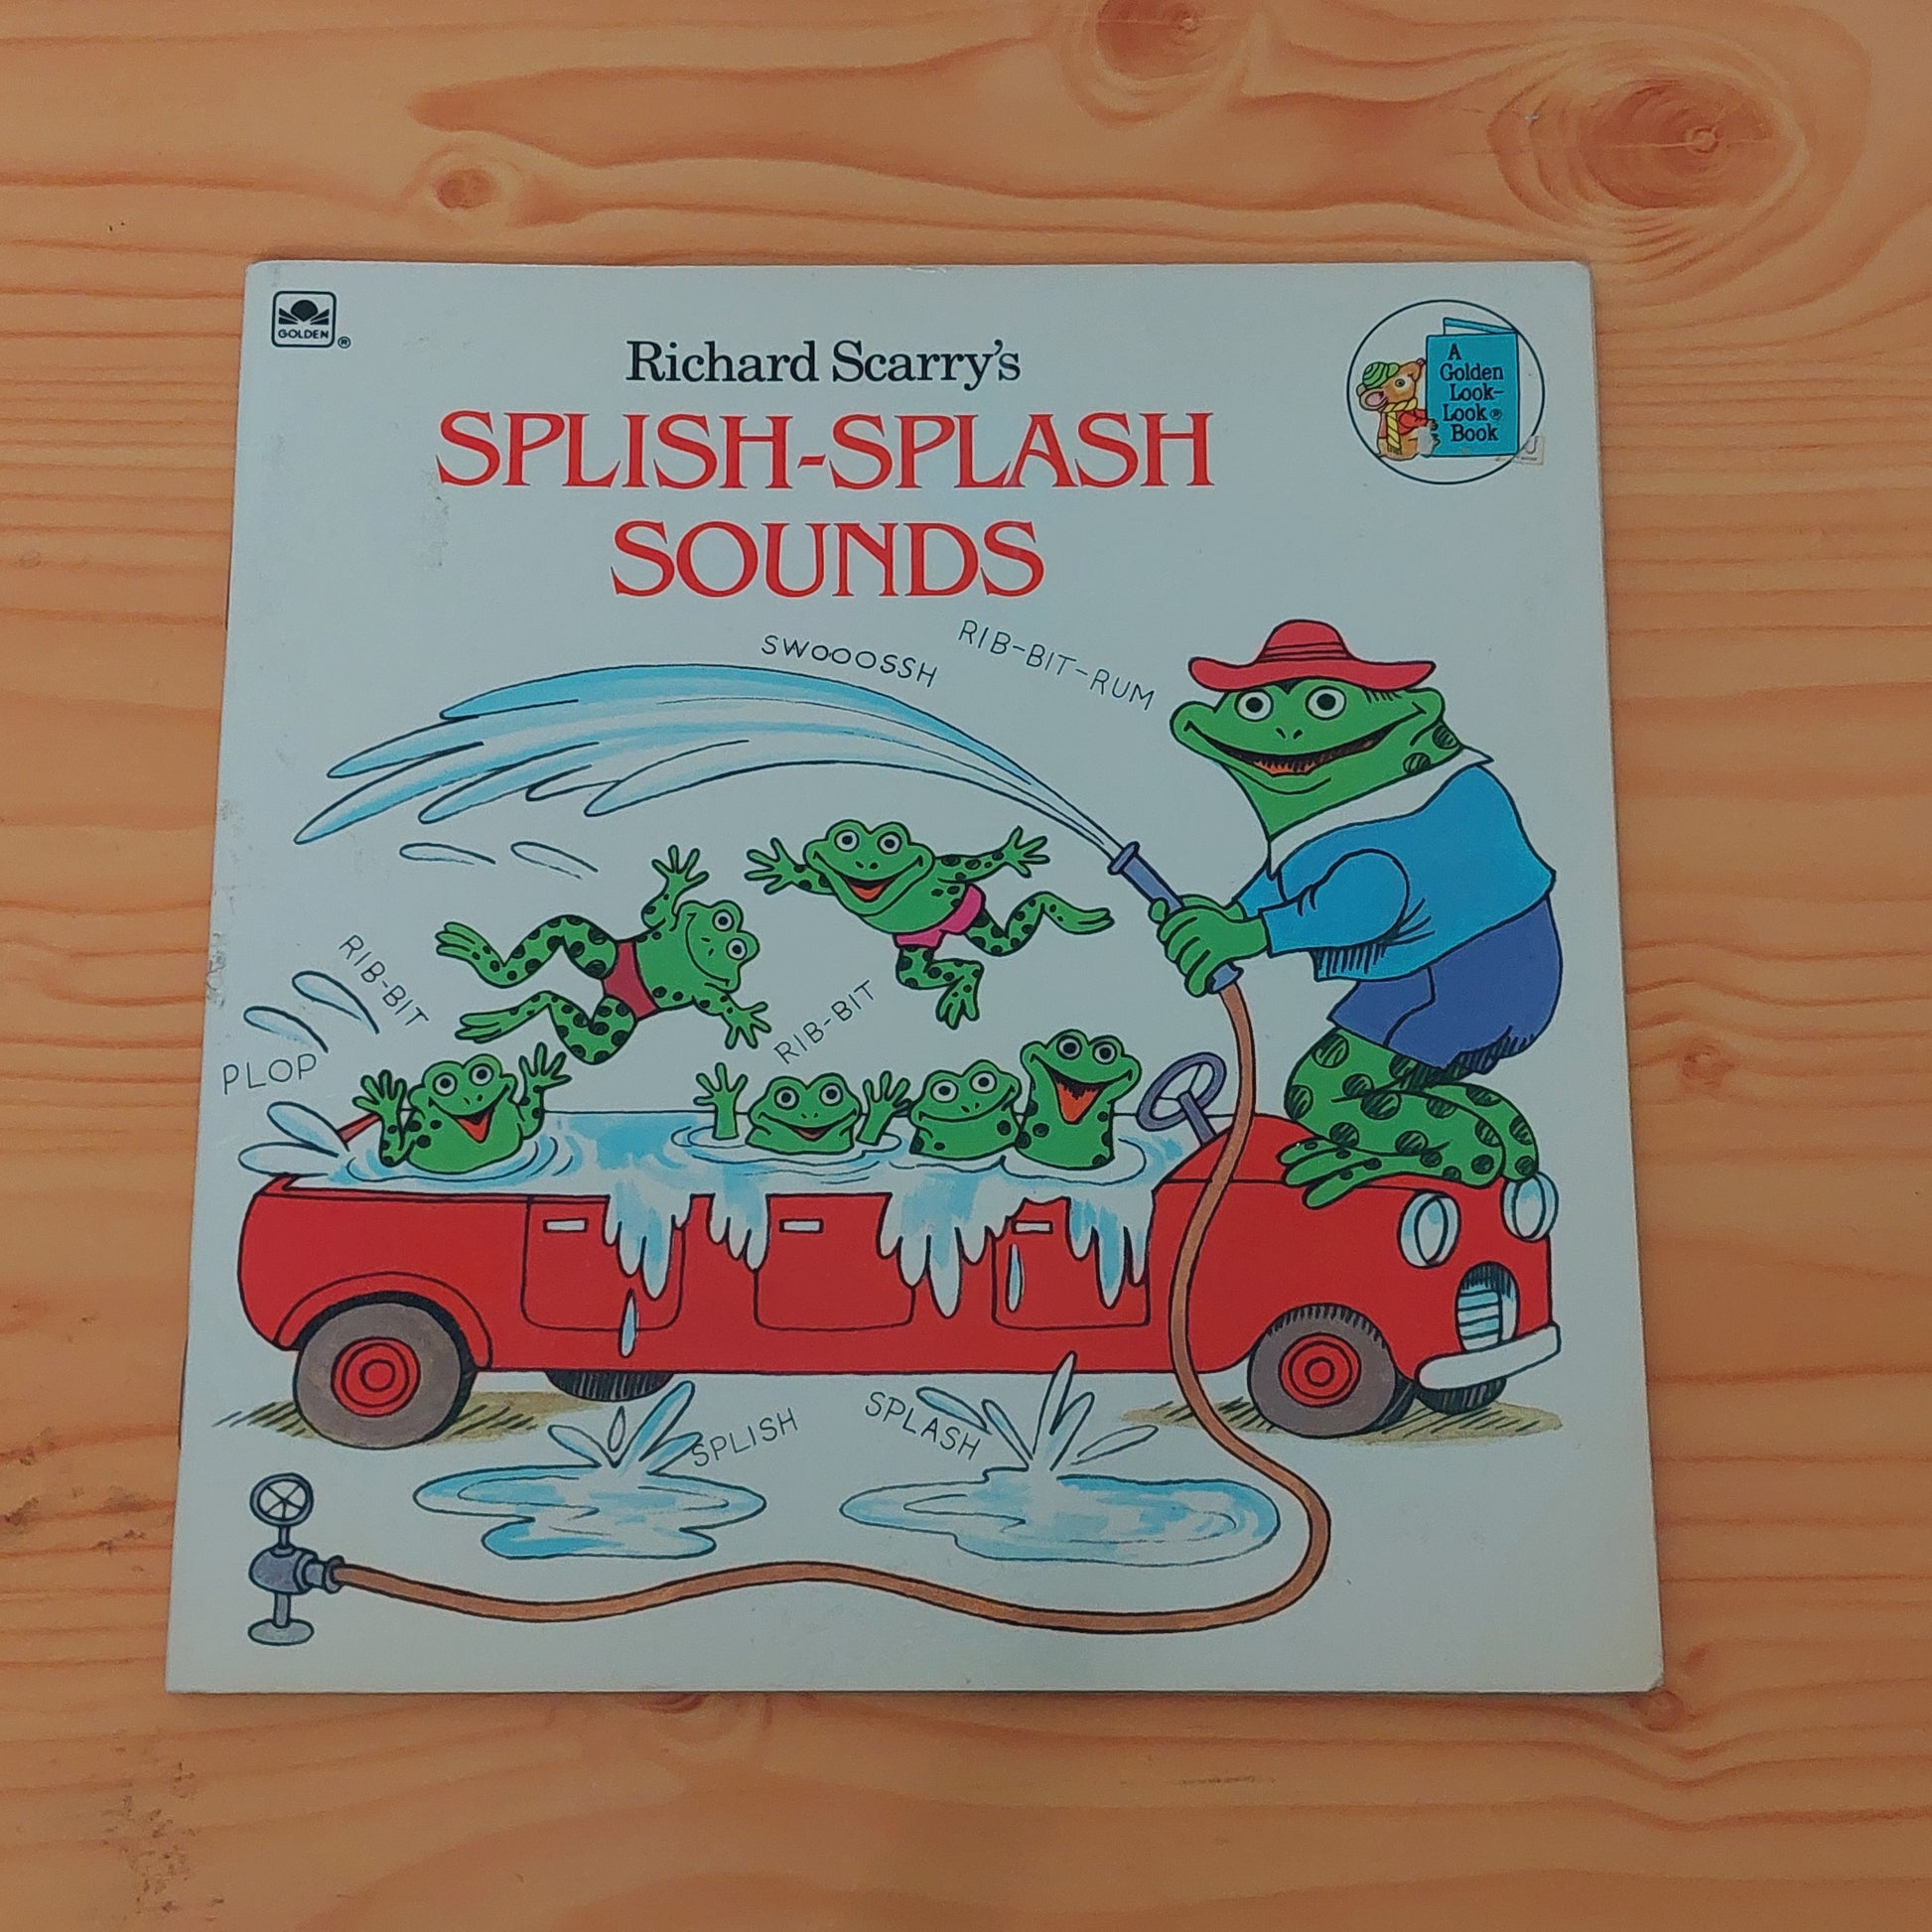 GOLDEN ®
Richard Scarry's
SPLISH-SPLASH
SOUNDS
A
Golden
Look-
Look®
Book
SWOOOSSH
RIB-BIT-RUM
RIB-BIT
RIB-BIT
PLOP
SPLISH
SPLASH